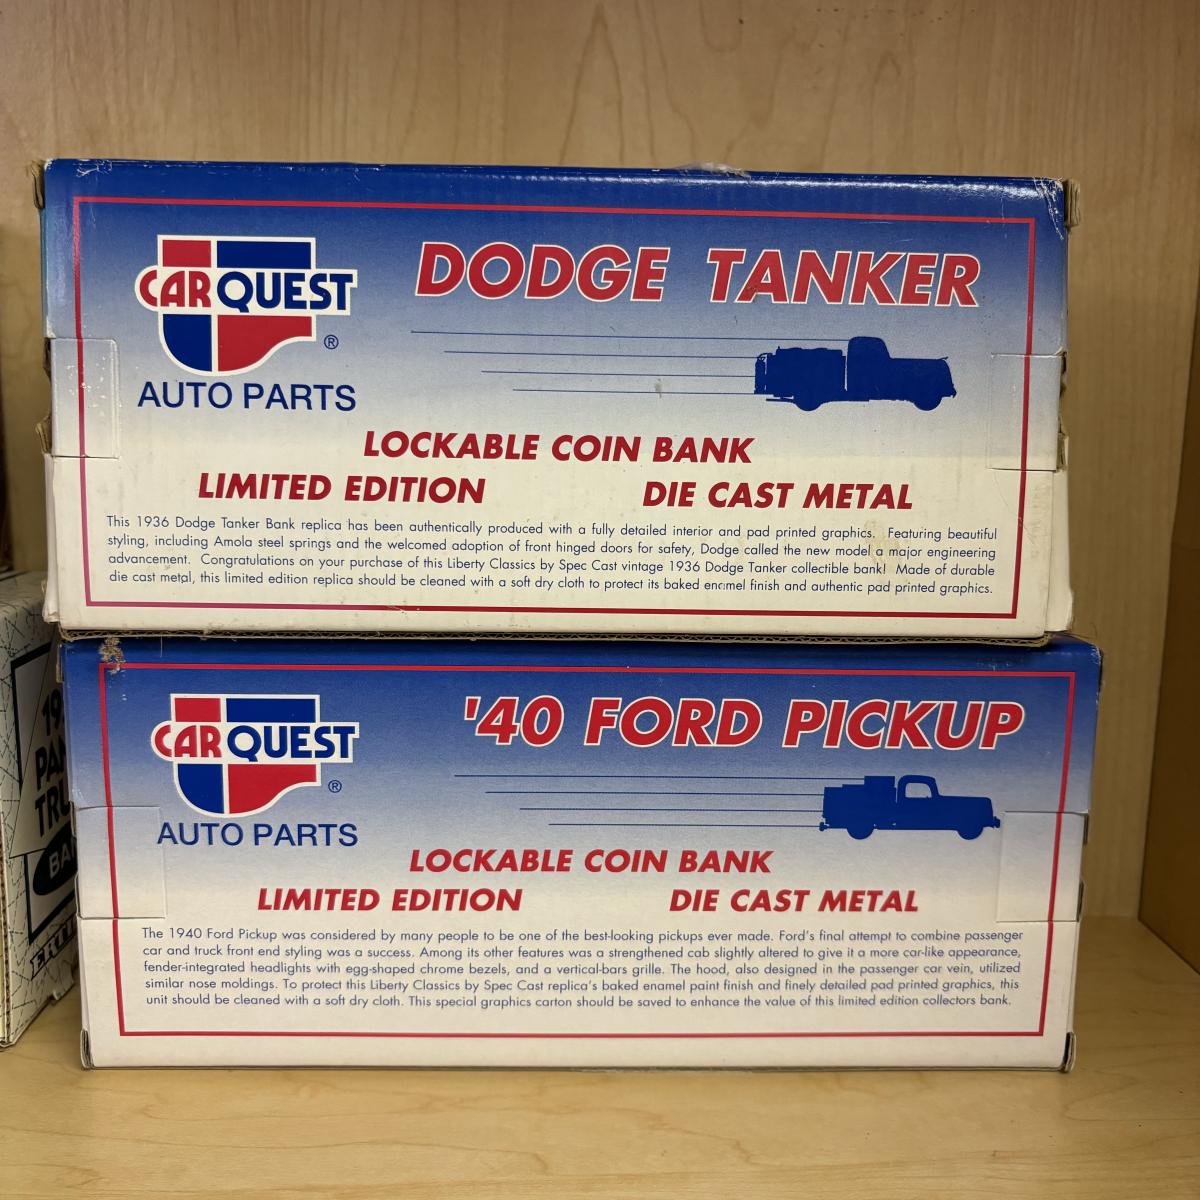 CARQUEST
®
AUTO PARTS
DODGE TANKER
LOCKABLE COIN BANK
LIMITED EDITION DIE CAST METAL
This 1936 Dodge Tanker Bank replica has been authentically produced with a fully detailed interior and pad printed graphics. Featuring beautiful
styling, including Amola steel springs and the welcomed adoption of front hinged doors for safety, Dodge called the new model a major engineering
advancement. Congratulations on your purchase of this Liberty Classics by Spec Cast vintage 1936 Dodge Tanker collectible bank! Made of durable
die cast metal, this limited edition replica should be cleaned with a soft dry cloth to protect its baked enamel finish and authentic pad printed graphics.
CARQUEST
®
AUTO PARTS
'40 FORD PICKUP
LOCKABLE COIN BANK
LIMITED EDITION DIE CAST METAL
The 1940 Ford Pickup was considered by many people to be one of the best-looking pickups ever made. Ford's final attempt to combine passenger
car and truck front end styling was a success. Among its other features was a strengthened cab slightly altered to give it a more car-like appearance,
fender-integrated headlights with egg-shaped chrome bezels, and a vertical-bars grille. The hood, also designed in the passenger car vein, utilized
similar nose moldings. To protect this Liberty Classics by Spec Cast replica's baked enamel paint finish and finely detailed pad printed graphics, this
unit should be cleaned with a soft dry cloth. This special graphics carton should be saved to enhance the value of this limited edition collectors bank.